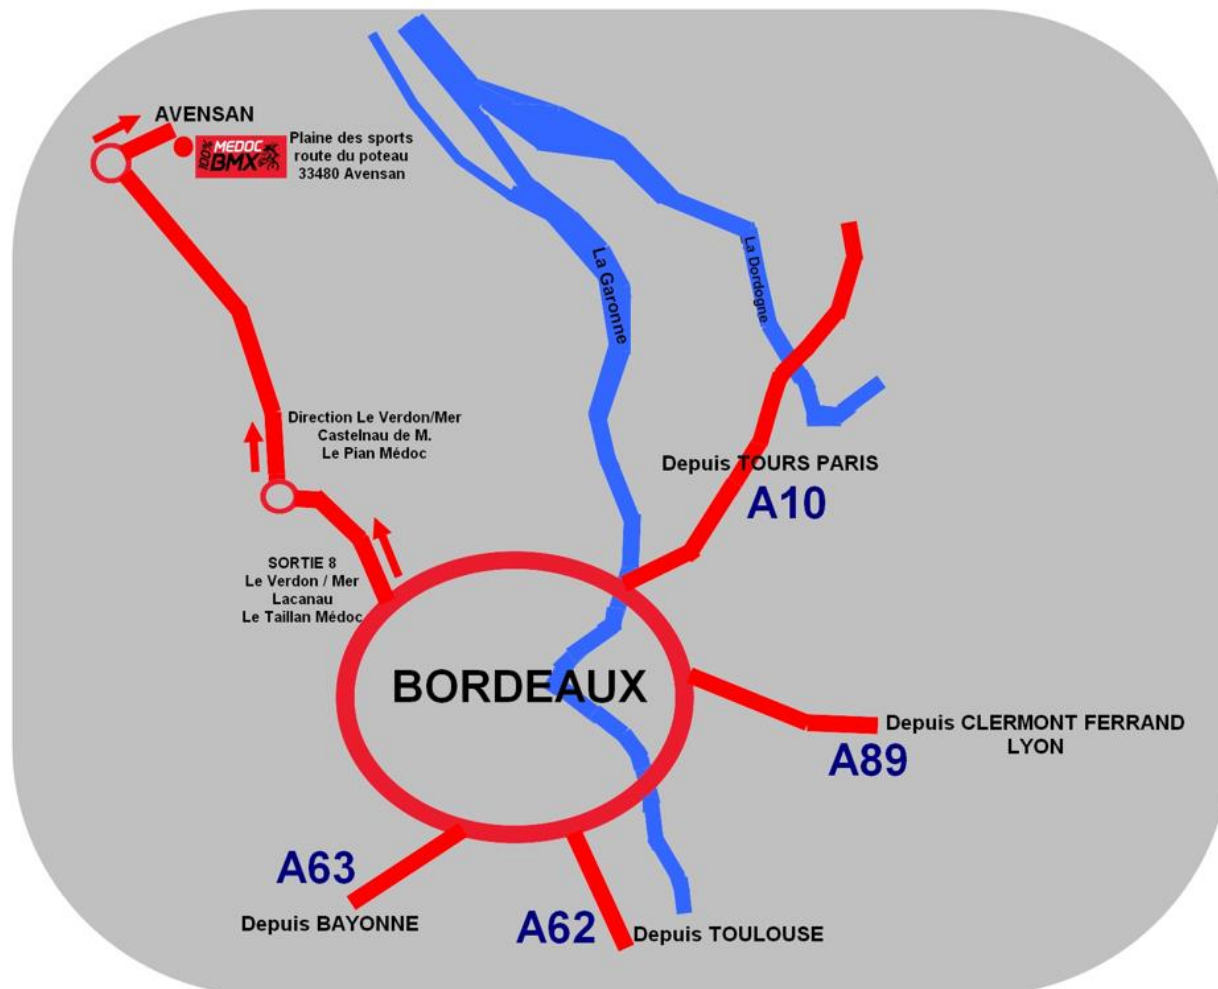 AVENSAN
100%
MEDOC
BMX
Plaine des sports
route du poteau
33480 Avensan
La Garonne
La Dordogne
Direction Le Verdon/Mer
Castelnau de M.
Le Pian Médoc
Depuis TOURS PARIS
A10
SORTIE 8
Le Verdon / Mer
Lacanau
Le Taillan Médoc
BORDEAUX
Depuis CLERMONT FERRAND
LYON
A89
A63
Depuis BAYONNE
A62
Depuis TOULOUSE